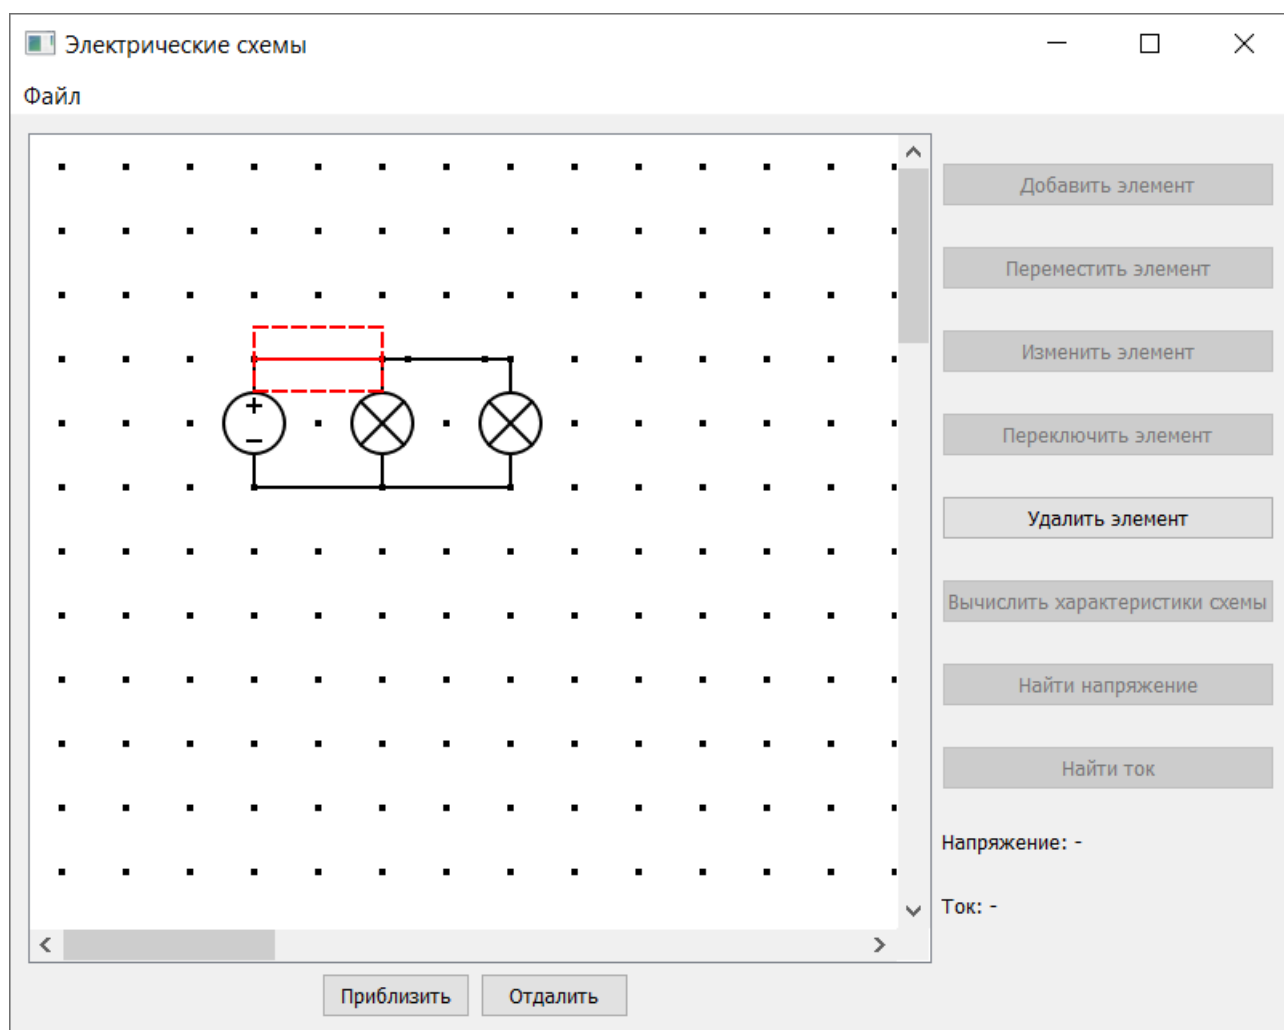 Электрические схемы
Файл
Добавить элемент
Переместить элемент
Изменить элемент
Переключить элемент
Удалить элемент
Вычислить характеристики схемы
Найти напряжение
Найти ток
Напряжение: -
Ток: -
Приблизить
Отдалить